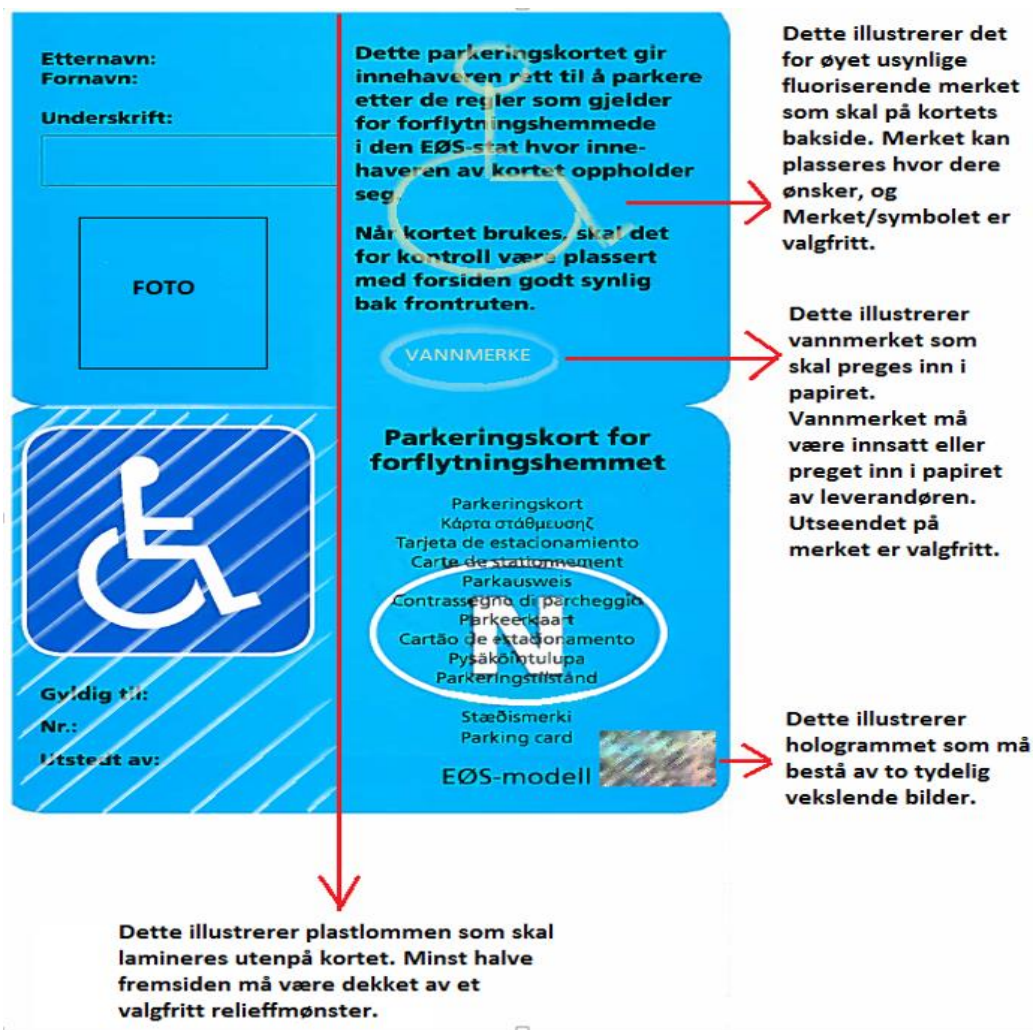 Etternavn:
Fornavn:
Underskrift:
FOTO
Dette parkeringskortet gir
innehaveren rett til å parkere
etter de regler som gjelder
for forflytningshemmede
i den EØS-stat hvor inne-
haveren av kortet oppholder
seg.
Når kortet brukes, skal det
for kontroll være plassert
med forsiden godt synlig
bak frontruten.
VANNMERKE
Dette illustrerer det
for øyet usynlige
fluoriserende merket
som skal på kortets
bakside. Merket kan
plasseres hvor dere
ønsker, og
Merket/symbolet er
valgfritt.
Dette illustrerer
vannmerket som
skal preges inn i
papiret.
Vannmerket må
være innsatt eller
preget inn i papiret
av leverandøren.
Utseendet på
merket er valgfritt.
Gyldig til:
Nr.:
Utstedt av:
Parkeringskort for
forflytningshemmet
Parkeringskort
Κάρτα στάθμευσηζ
Tarjeta de estacionamiento
Carte de stationnement
Parkausweis
Contrassegno di parcheggio
Parkeerkaart
Cartão de estacionamento
Pysäköintulupa
Parkeringstilstånd
N
Stæðismerki
Parking card
EØS-modell
Dette illustrerer
hologrammet som må
bestå av to tydelig
vekslende bilder.
Dette illustrerer plastlommen som skal
lamineres utenpå kortet. Minst halve
fremsiden må være dekket av et
valgfritt relieffmønster.